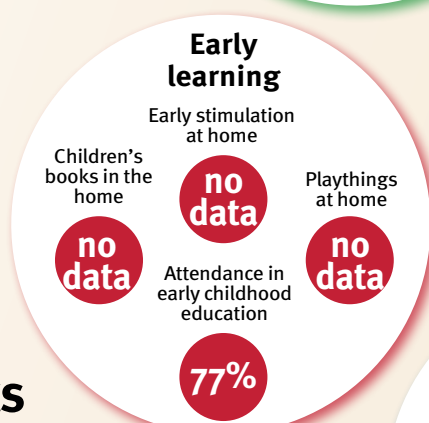 Early
learning
Early stimulation
at home
no
data
Children’s
books in the
home
no
data
Playthings
at home
no
data
Attendance in
early childhood
education
77%
s